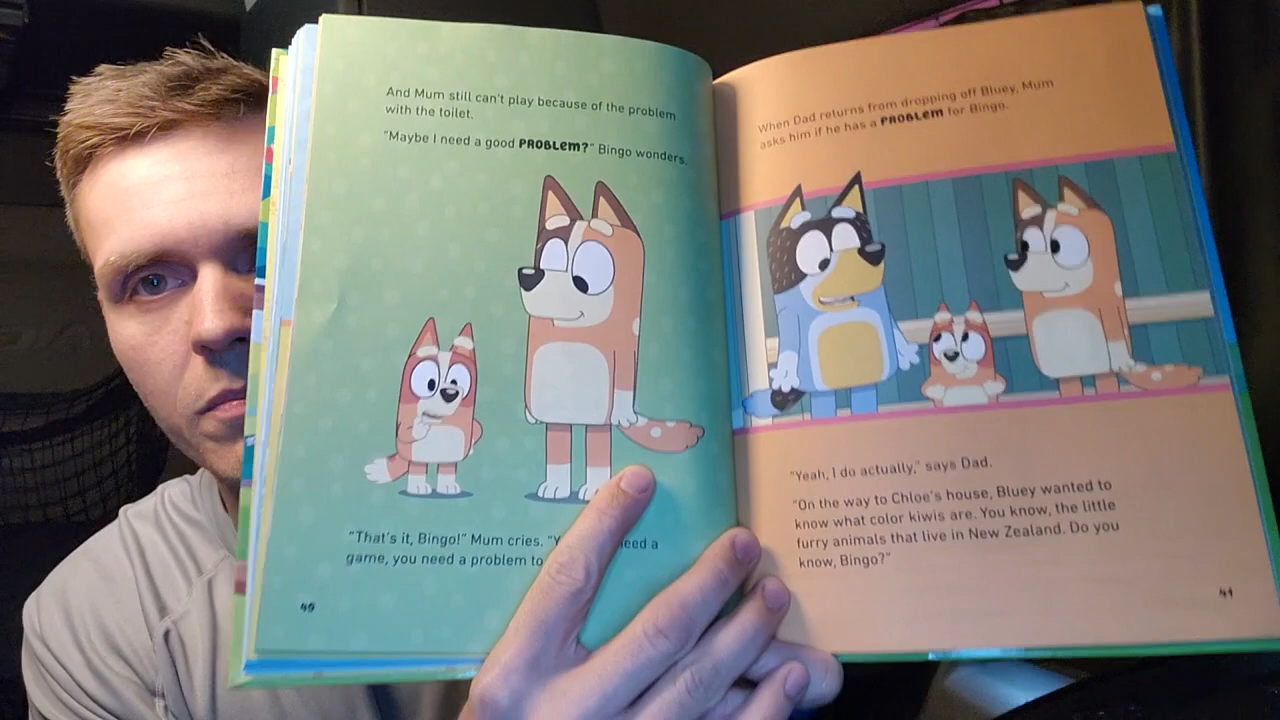 And Mum still can't play because of the problem
with the toilet.
"Maybe I need a good PROBLEM?" Bingo wonders.
"That's it, Bingo!" Mum cries. need a
game, you need a problem to
40
When Dad returns from dropping off Bluey, Mum
asks him if he has a PROBLEM for Bingo.
"Yeah, I do actually," says Dad.
"On the way to Chloe's house, Bluey wanted to
know what color kiwis are. You know, the little
furry animals that live in New Zealand. Do you
know, Bingo?"
41